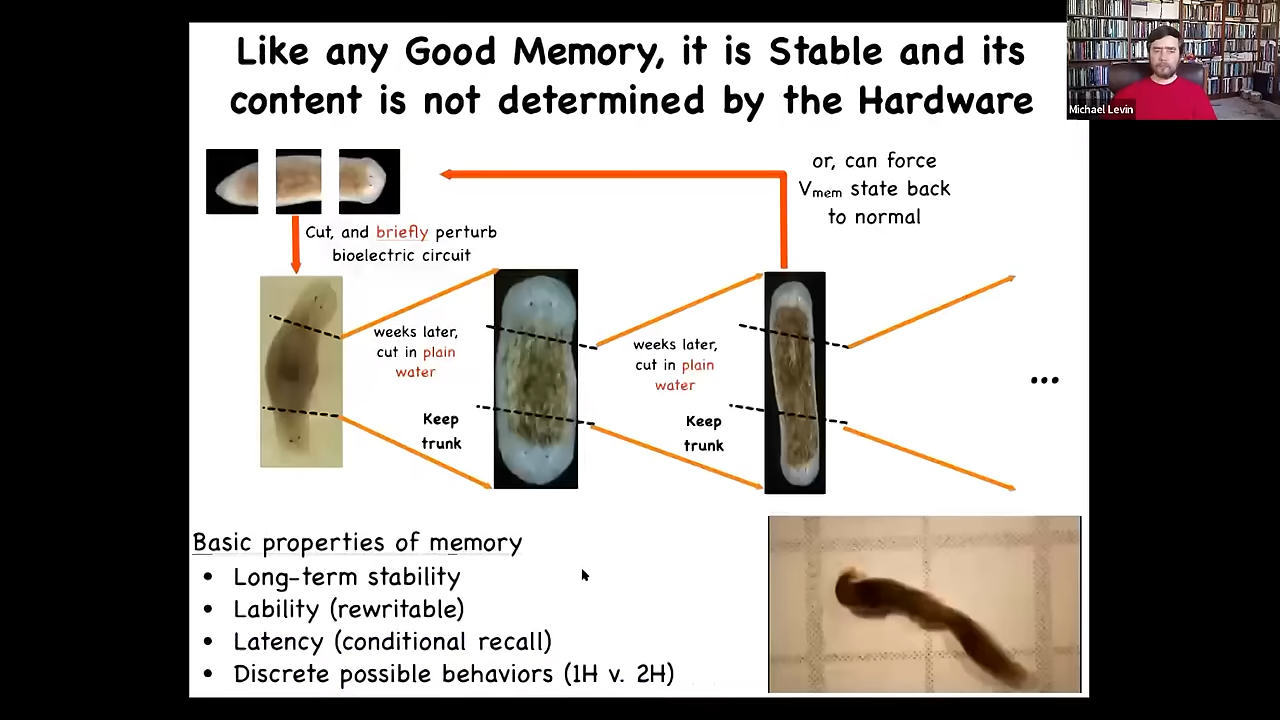 Like any Good Memory, it is Stable and its
content is not determined by the Hardware
Michael Levin
or, can force
Vmem state back
to normal
Cut, and briefly perturb
bioelectric circuit
weeks later,
cut in plain
water
Keep
trunk
weeks later,
cut in plain
water
Keep
trunk
...
Basic properties of memory
• Long-term stability
• Lability (rewritable)
• Latency (conditional recall)
• Discrete possible behaviors (1H v. 2H)